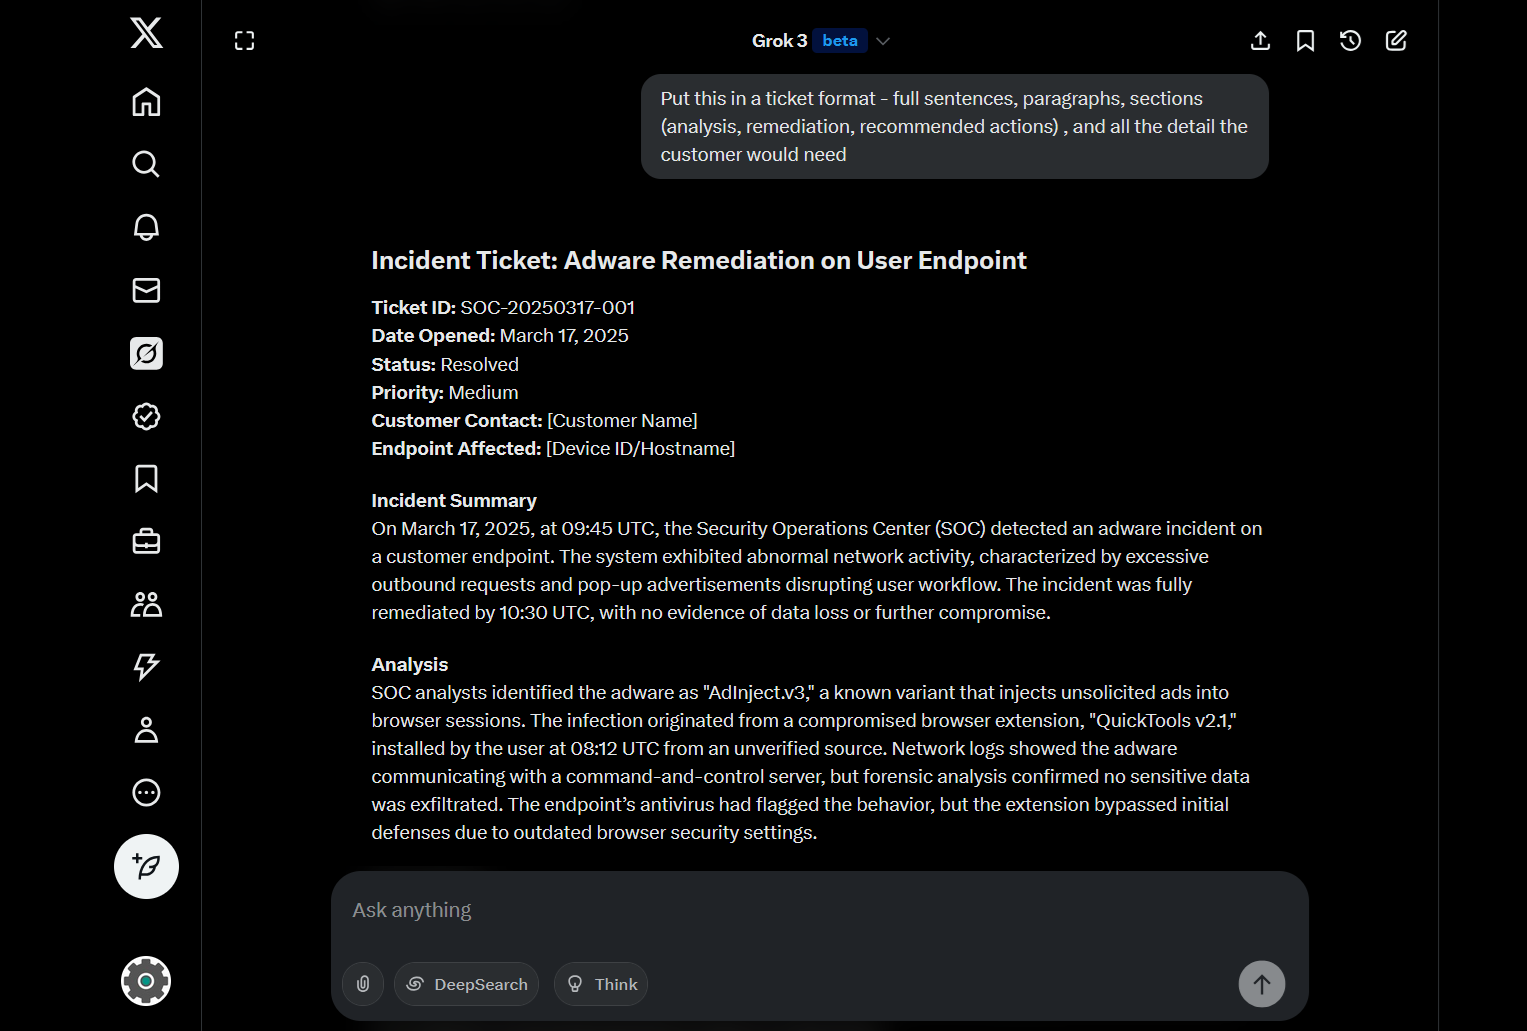 Grok 3 beta
Put this in a ticket format - full sentences, paragraphs, sections
(analysis, remediation, recommended actions) , and all the detail the
customer would need
Incident Ticket: Adware Remediation on User Endpoint
Ticket ID: SOC-20250317-001
Date Opened: March 17, 2025
Status: Resolved
Priority: Medium
Customer Contact: [Customer Name]
Endpoint Affected: [Device ID/Hostname]
Incident Summary
On March 17, 2025, at 09:45 UTC, the Security Operations Center (SOC) detected an adware incident on
a customer endpoint. The system exhibited abnormal network activity, characterized by excessive
outbound requests and pop-up advertisements disrupting user workflow. The incident was fully
remediated by 10:30 UTC, with no evidence of data loss or further compromise.
Analysis
SOC analysts identified the adware as "AdInject.v3," a known variant that injects unsolicited ads into
browser sessions. The infection originated from a compromised browser extension, "QuickTools v2.1,"
installed by the user at 08:12 UTC from an unverified source. Network logs showed the adware
communicating with a command-and-control server, but forensic analysis confirmed no sensitive data
was exfiltrated. The endpoint’s antivirus had flagged the behavior, but the extension bypassed initial
defenses due to outdated browser security settings.
Ask anything
DeepSearch
Think